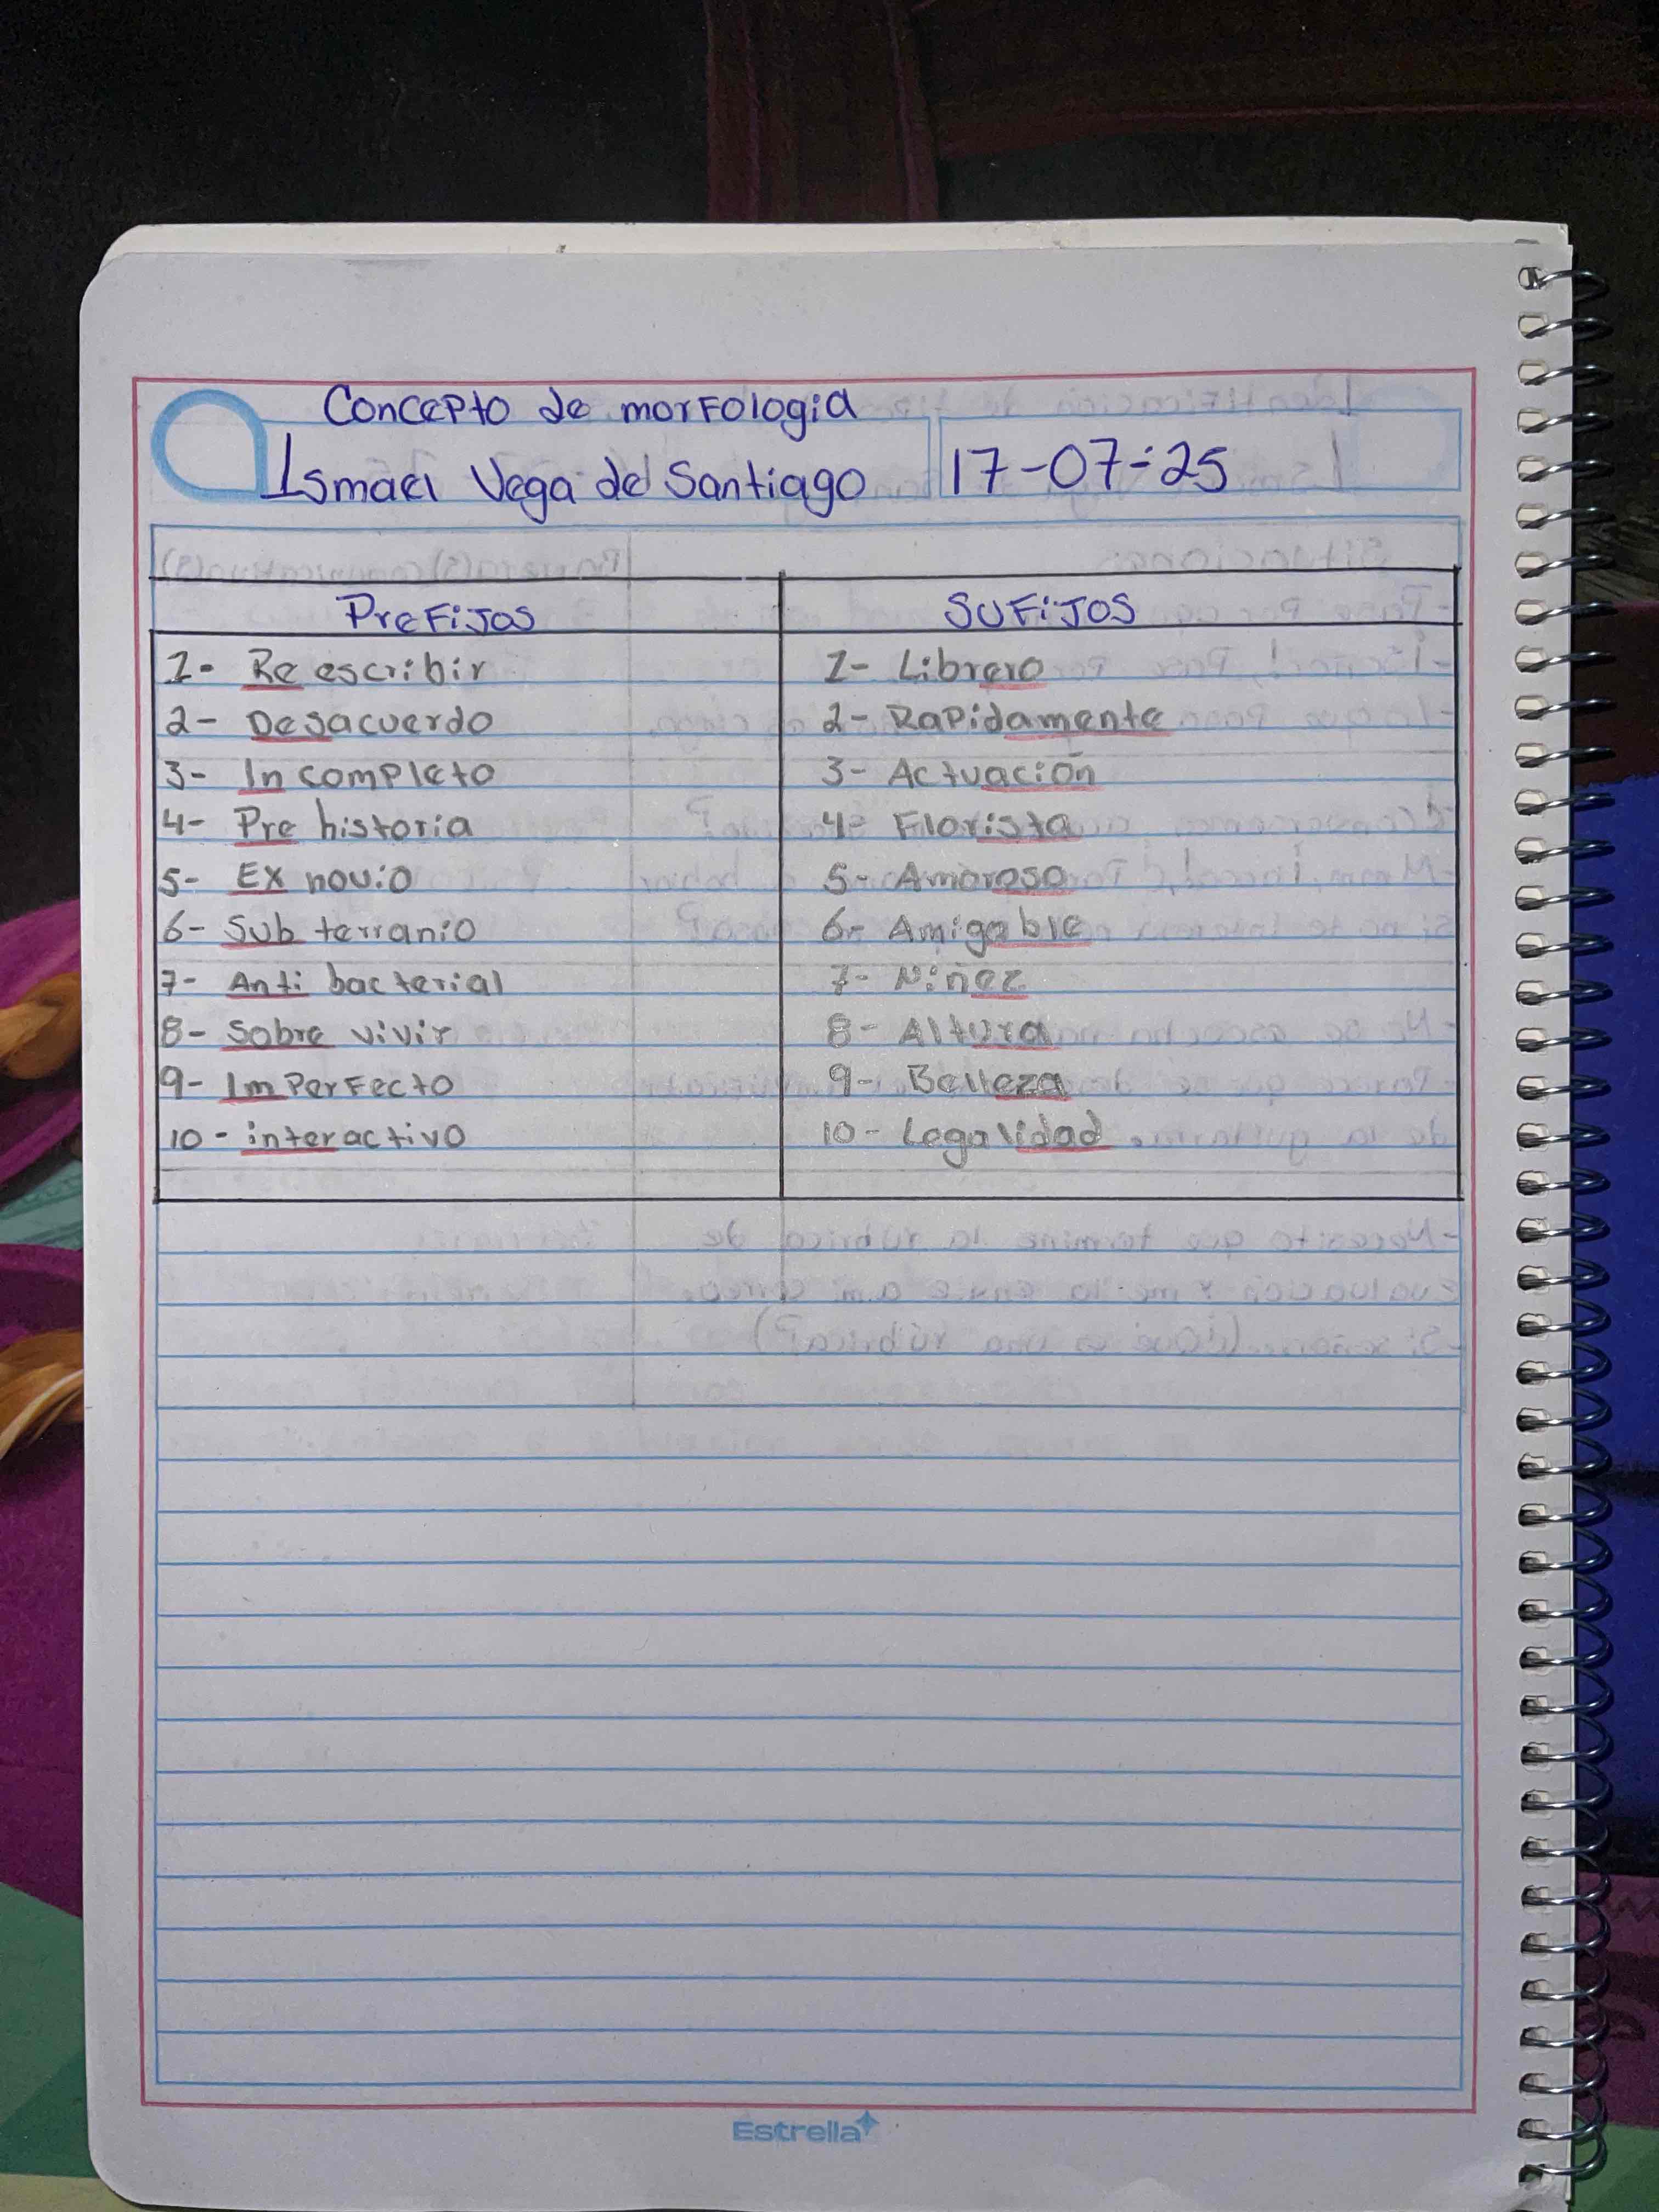 Concepto de morfologia
Ismael Vega de Santiago 17-07-25
Prefijos Sufijos
1- Re escribir 1- Librero
2- Desacuerdo 2- Rapidamente
3- In completo 3- Actuación
4- Pre historia 4- Florista
5- Ex novio 5- Amoroso
6- Sub terranio 6- Amigable
7- Anti bacterial 7- Niñez
8- Sobre vivir 8- Altura
9- Im perfecto 9- Belleza
10- interactivo 10- Legalidad
Estrella